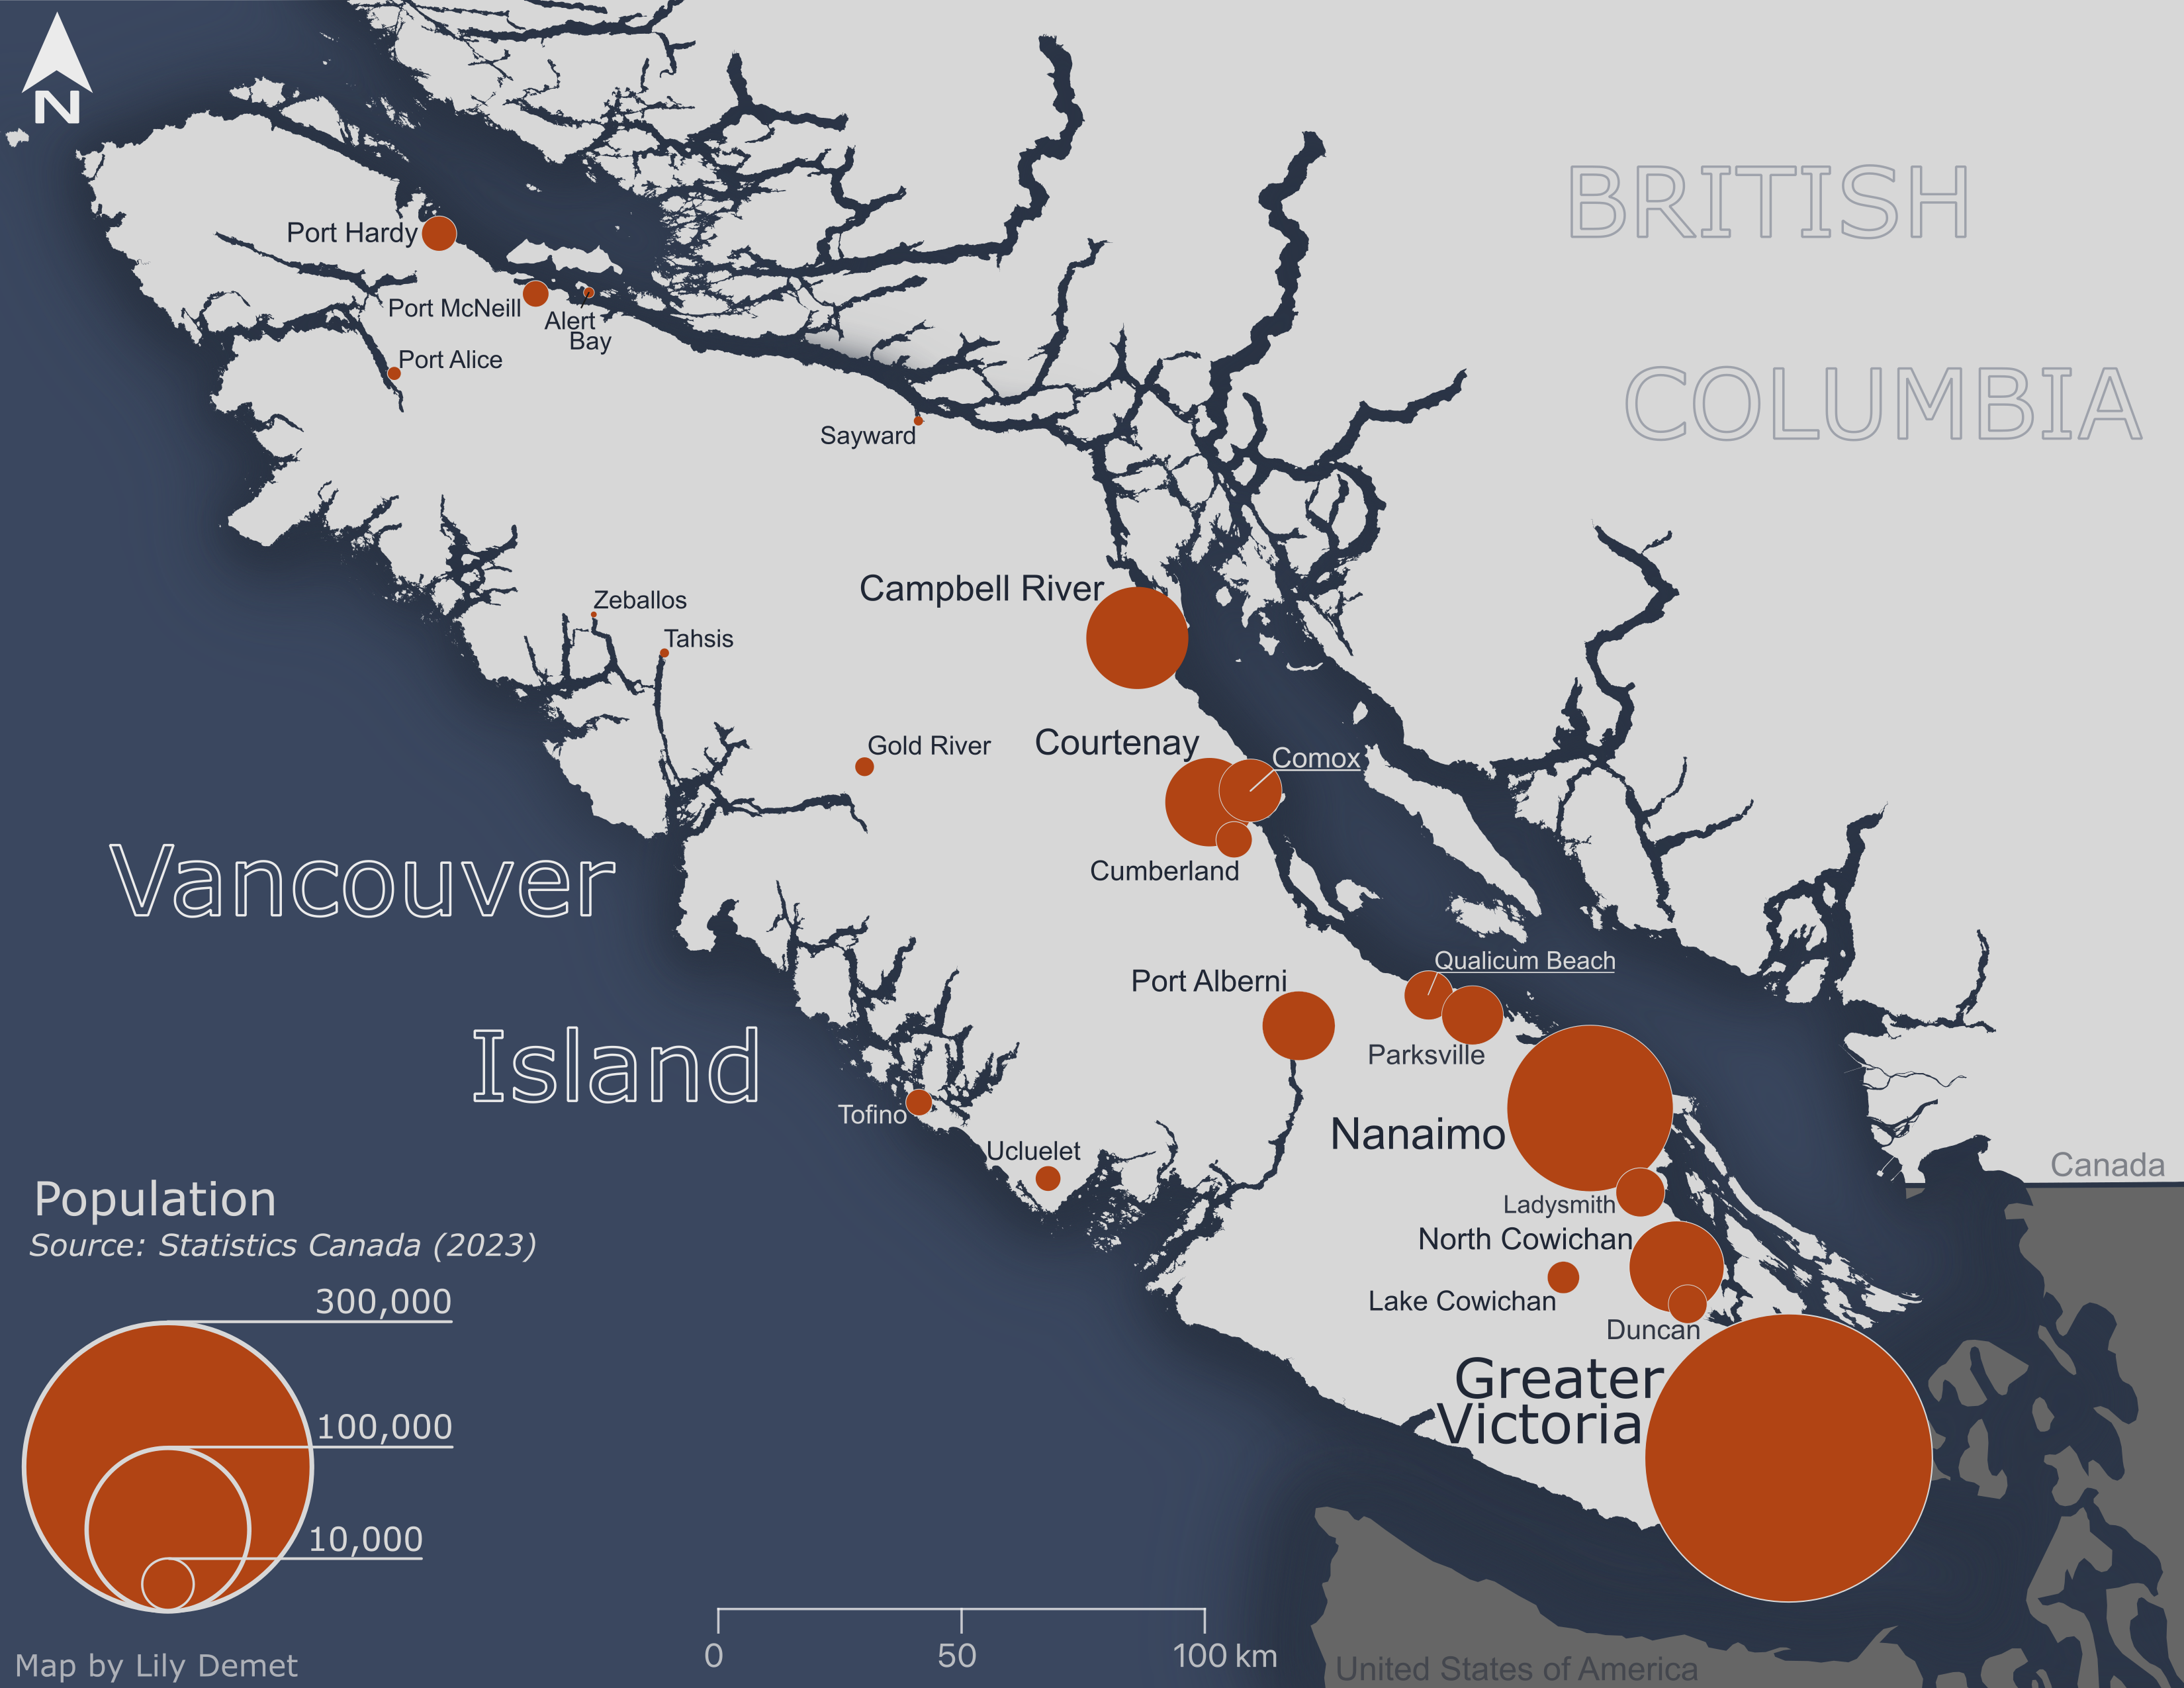 N
BRITISH
COLUMBIA
Port Hardy
Port McNeill
Alert
Bay
Port Alice
Sayward
Campbell River
Zeballos
Tahsis
Gold River
Courtenay
Comox
Cumberland
Vancouver
Island
Qualicum Beach
Port Alberni
Parksville
Tofino
Ucluelet
Nanaimo
Canada
Ladysmith
North Cowichan
Lake Cowichan
Duncan
Greater
Victoria
Population
Source: Statistics Canada (2023)
300,000
100,000
10,000
0 50 100 km
Map by Lily Demet
United States of America